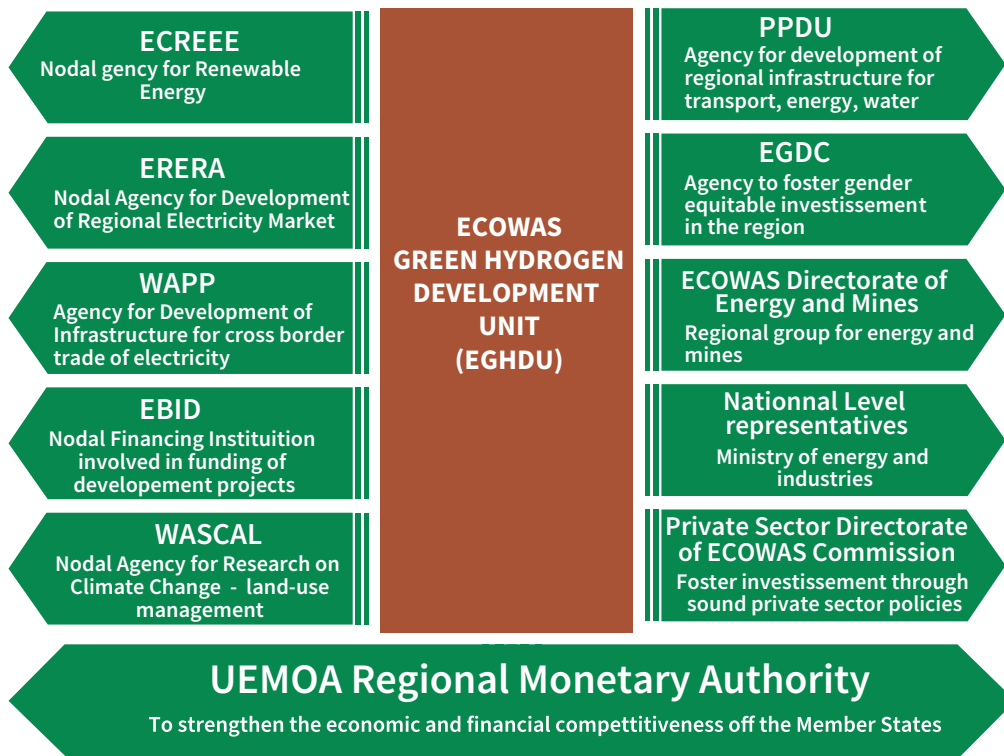 ECREEE
Nodal gency for Renewable
Energy
ERERA
Nodal Agency for Development
of Regional Electricity Market
WAPP
Agency for Development of
Infrastructure for cross border
trade of electricity
EBID
Nodal Financing Instituition
involved in funding of
developement projects
WASCAL
Nodal Agency for Research on
Climate Change - land-use
management
ECOWAS
GREEN HYDROGEN
DEVELOPMENT
UNIT
(EGHDU)
PPDU
Agency for development of
regional infrastructure for
transport, energy, water
EGDC
Agency to foster gender
equitable investissement
in the region
ECOWAS Directorate of
Energy and Mines
Regional group for energy and
mines
Nationnal Level
representatives
Ministry of energy and
industries
Private Sector Directorate
of ECOWAS Commission
Foster investissement through
sound private sector policies
UEMOA Regional Monetary Authority
To strengthen the economic and financial compettitiveness off the Member States